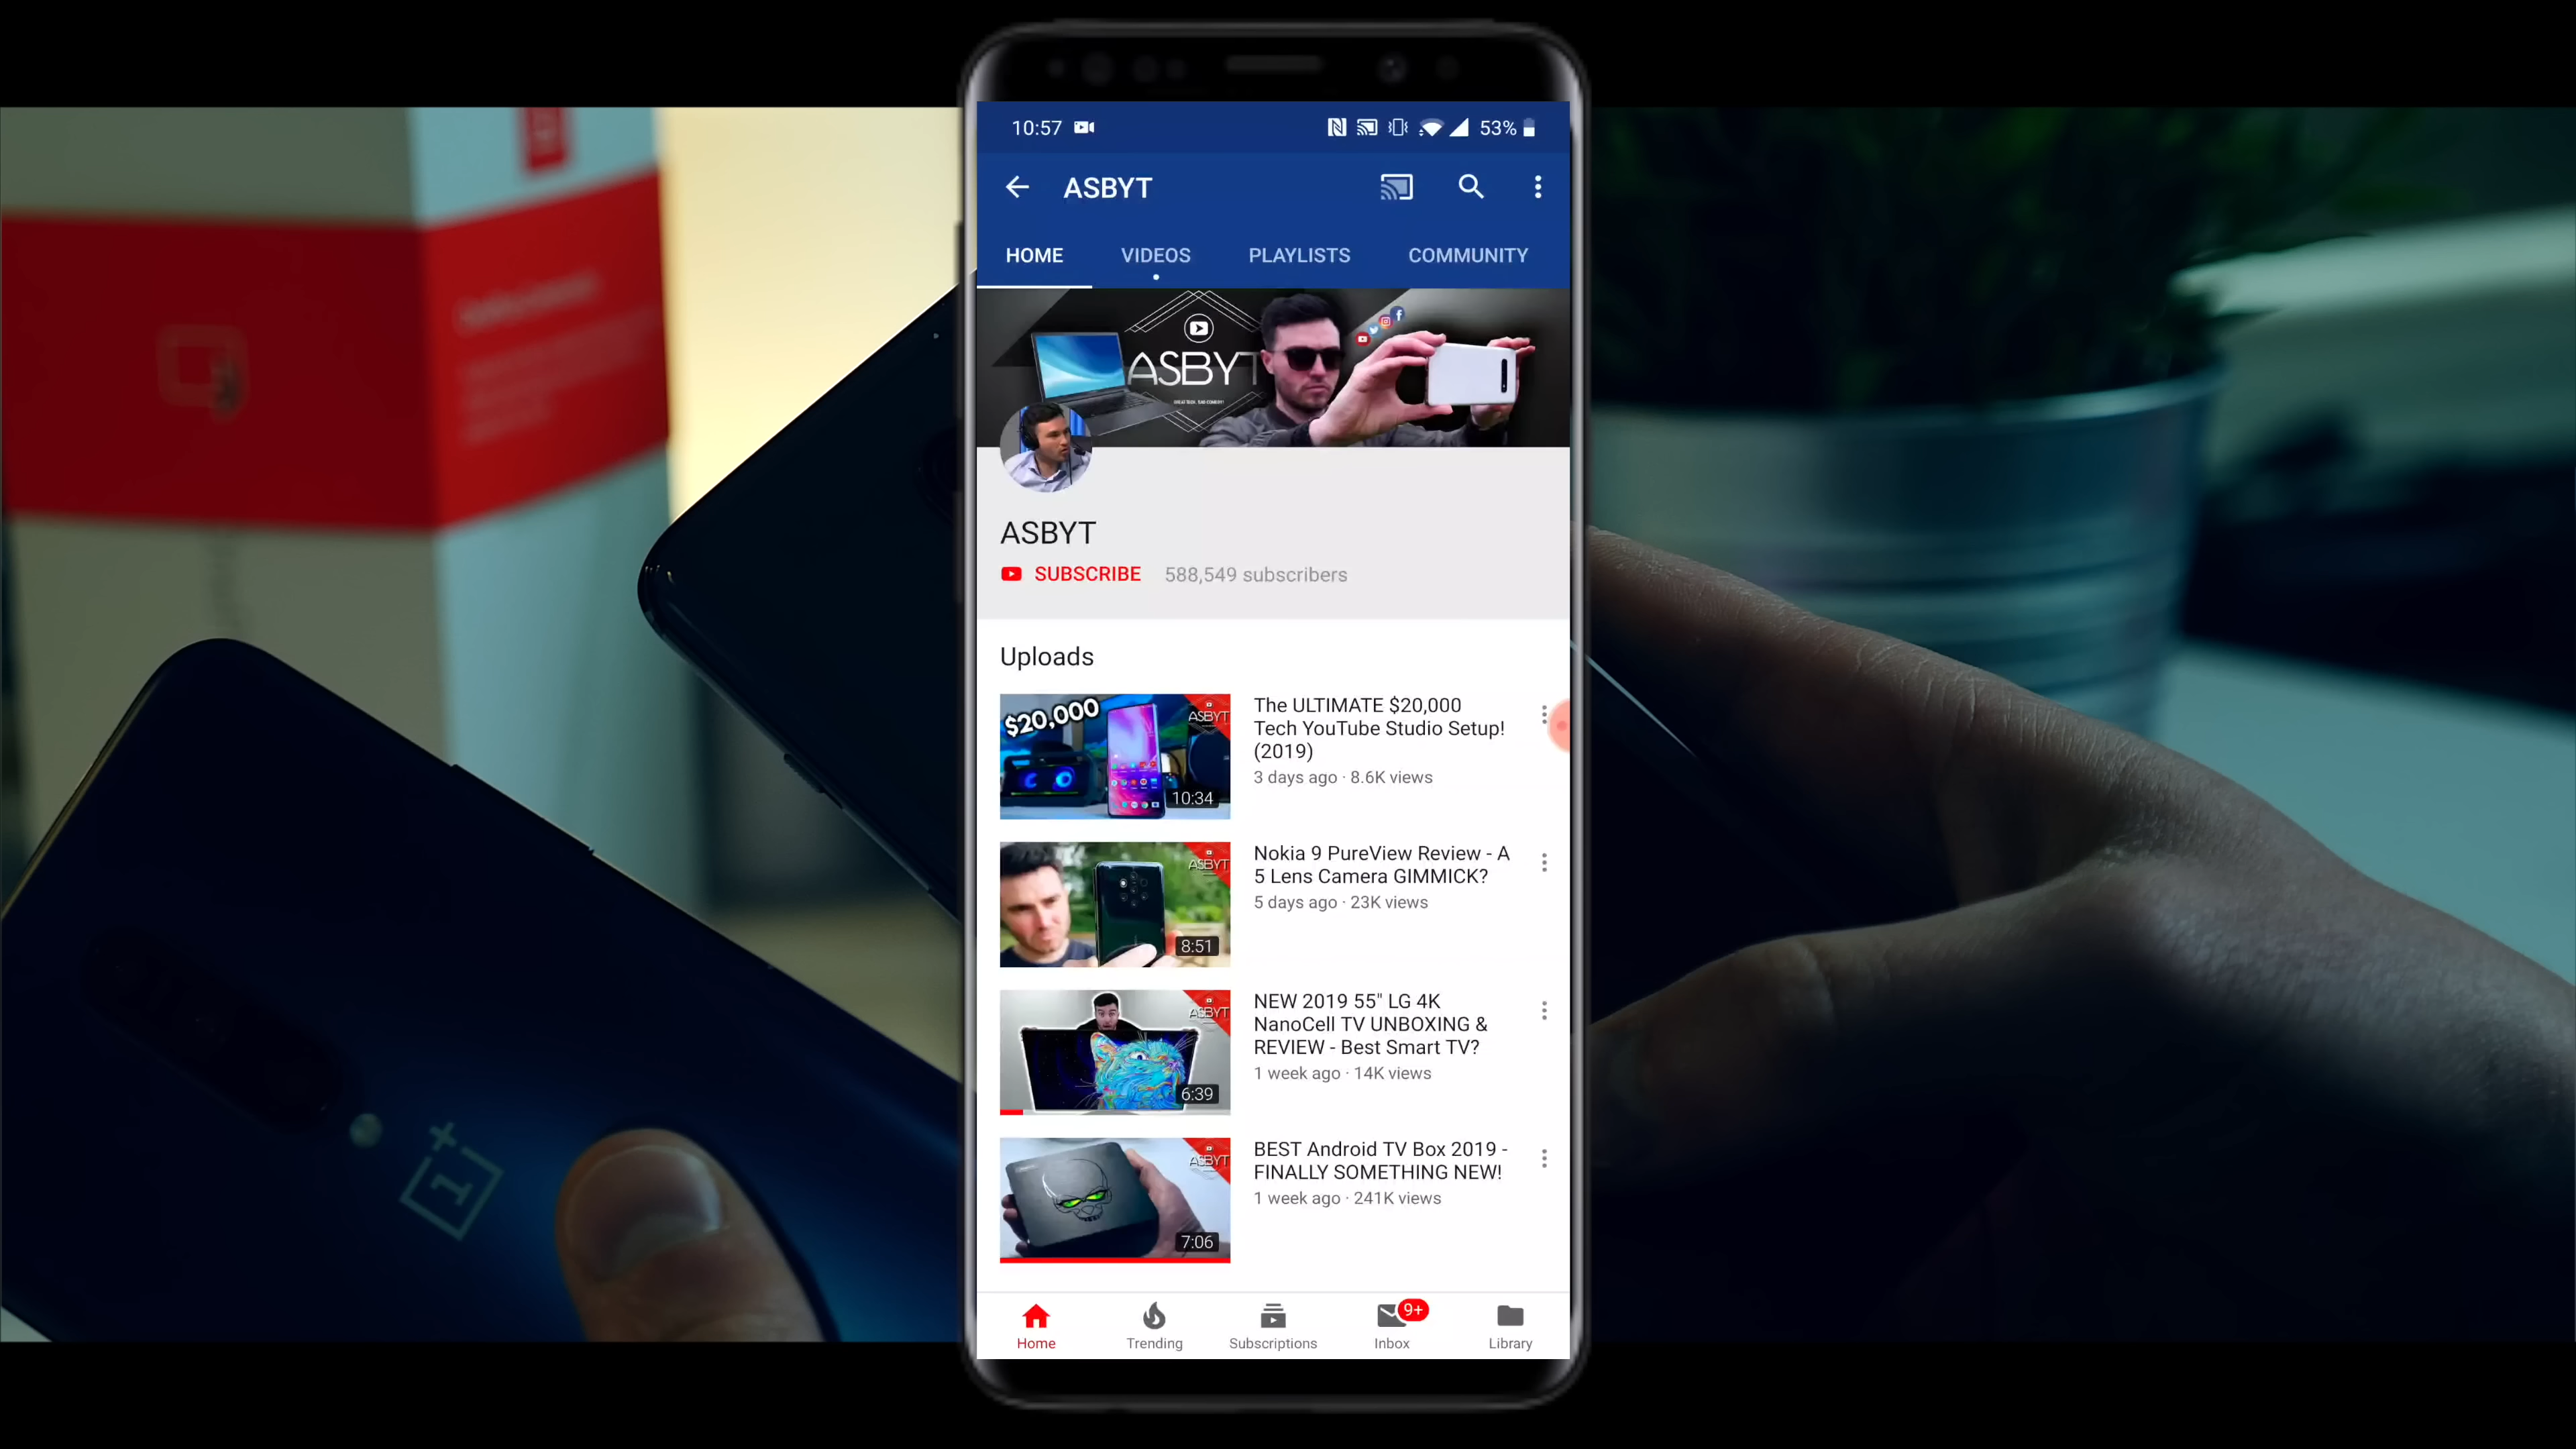 10:57
53%
ASBYT
HOME VIDEOS PLAYLISTS COMMUNITY
ASBYT
ASBYT
SUBSCRIBE 588,549 subscribers
Uploads
$20,000
ASBYT
10:34
The ULTIMATE $20,000
Tech YouTube Studio Setup!
(2019)
3 days ago · 8.6K views
ASBYT
8:51
Nokia 9 PureView Review - A
5 Lens Camera GIMMICK?
5 days ago · 23K views
ASBYT
6:39
NEW 2019 55" LG 4K
NanoCell TV UNBOXING &
REVIEW - Best Smart TV?
1 week ago · 14K views
ASBYT
7:06
BEST Android TV Box 2019 -
FINALLY SOMETHING NEW!
1 week ago · 241K views
9+
Home Trending Subscriptions Inbox Library